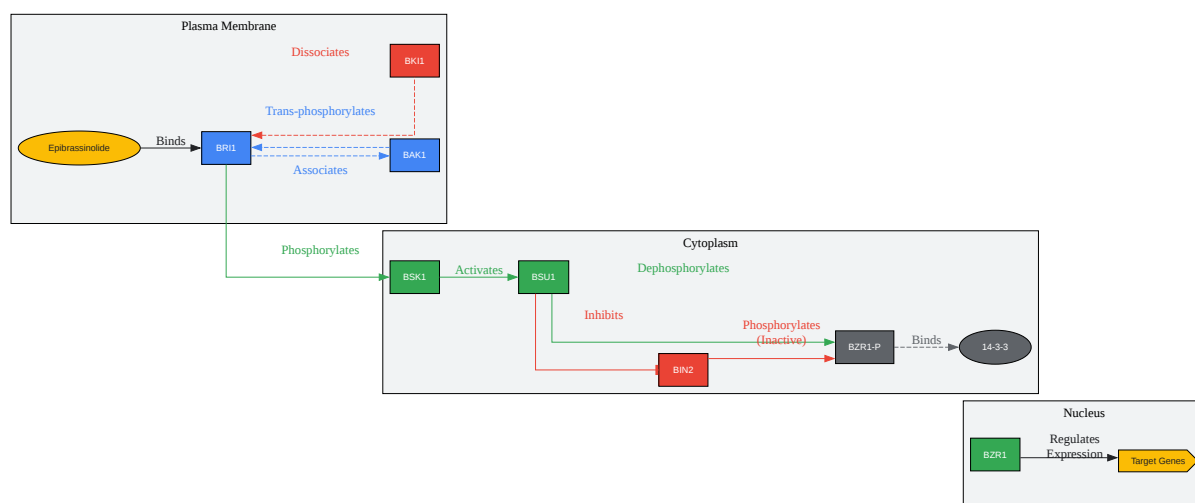 Plasma Membrane
Dissociates
BKI1
Trans-phosphorylates
Epibrassinolide
Binds
BRI1
BAK1
Associates
Phosphorylates
Cytoplasm
BSK1
Activates
BSU1
Dephosphorylates
Inhibits
Phosphorylates
(Inactive)
BIN2
BZR1-P
Binds
14-3-3
Nucleus
BZR1
Regulates
Expression
Target Genes